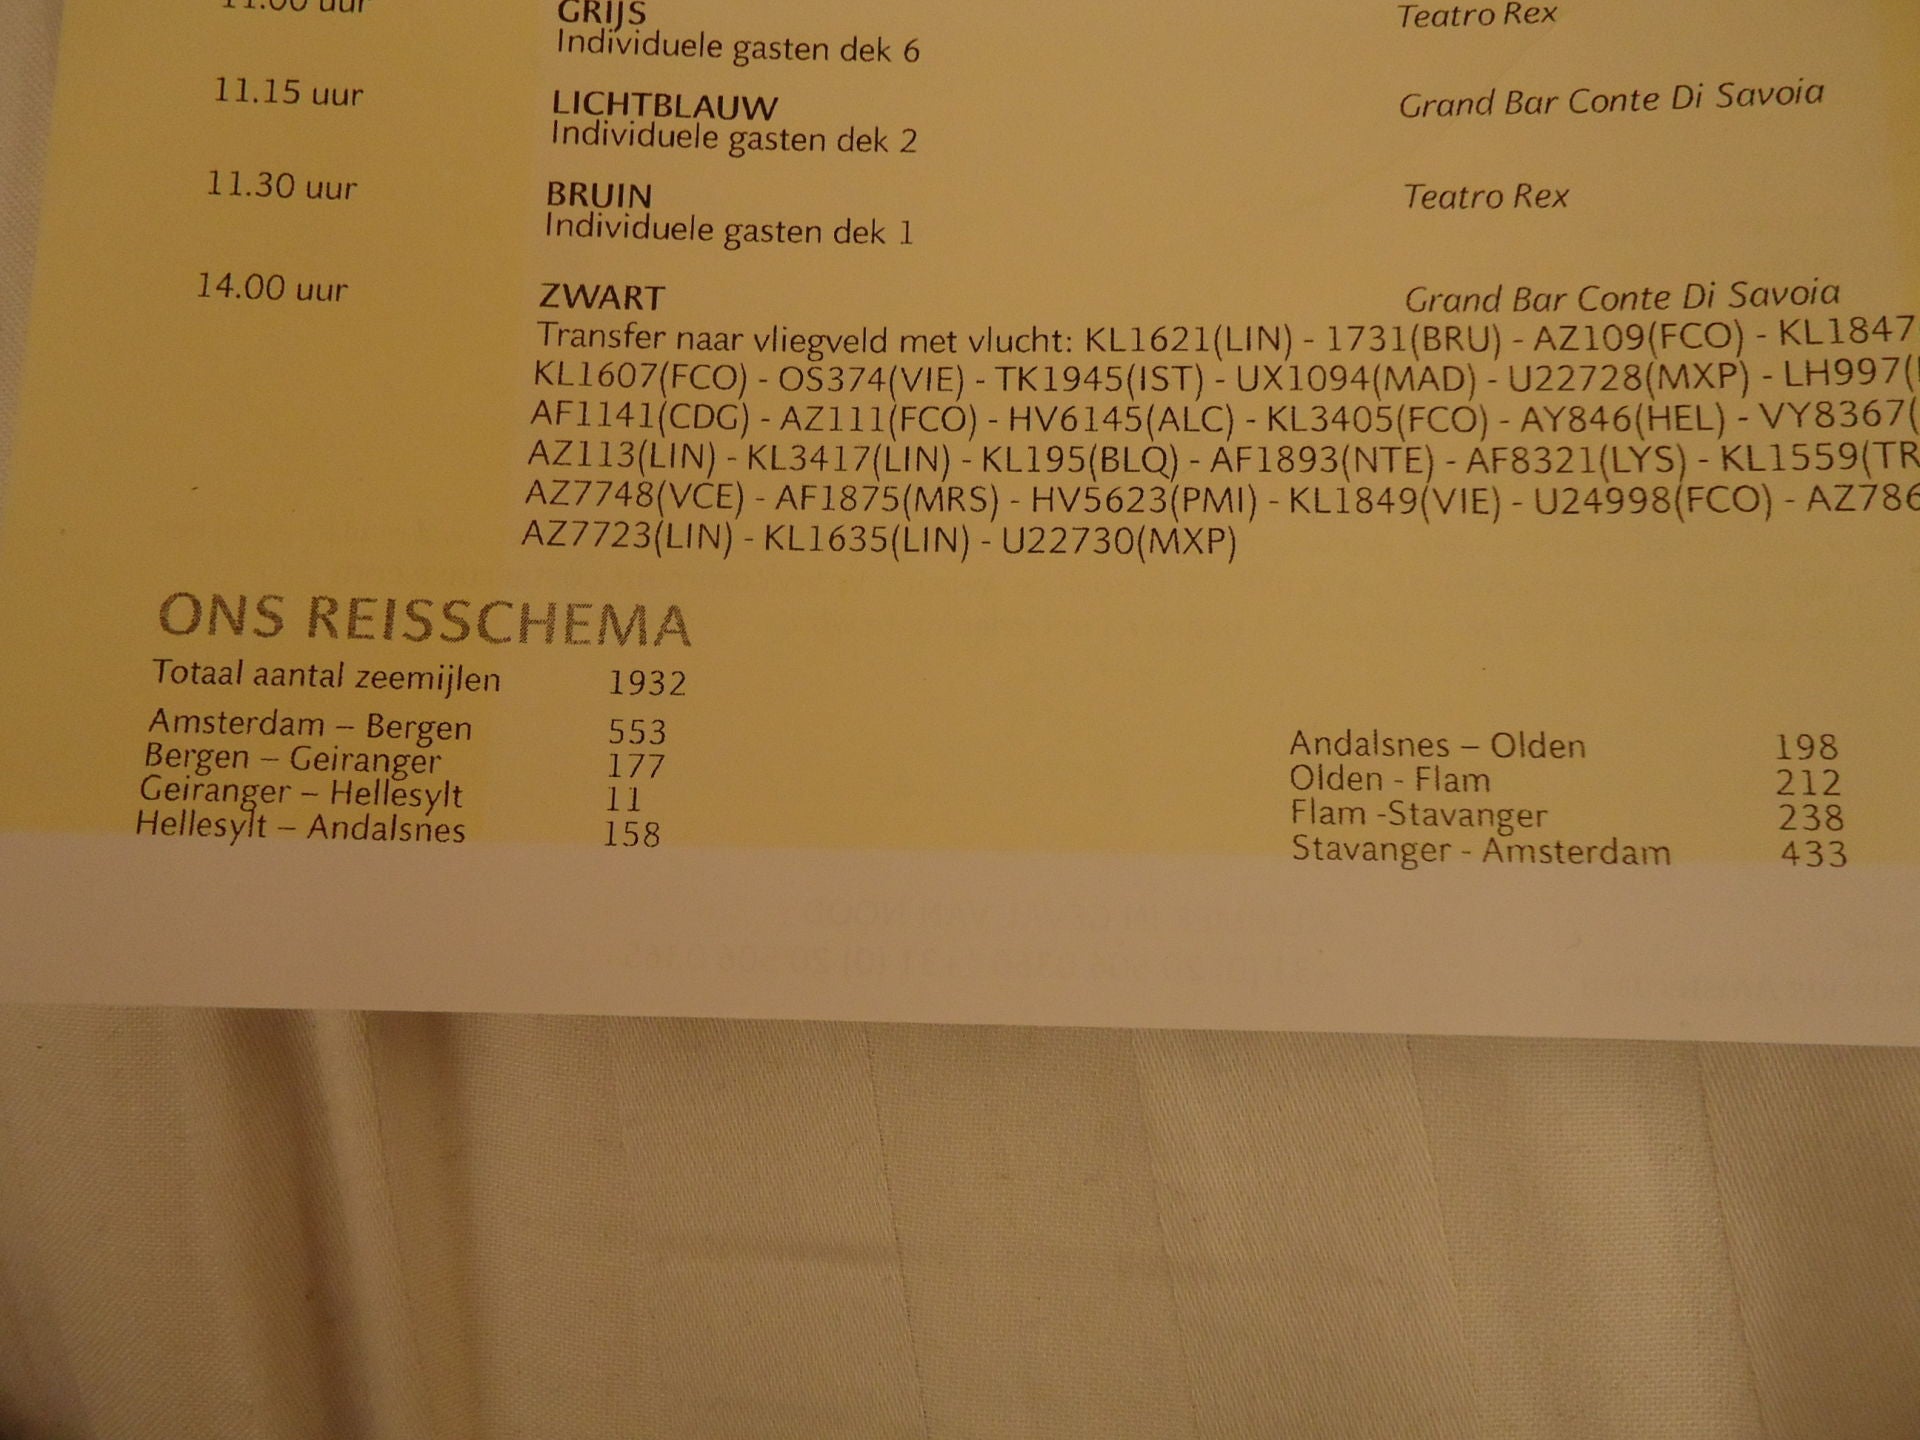 11.00 uur GRIJS Teatro Rex
Individuele gasten dek 6
11.15 uur LICHTBLAUW Grand Bar Conte Di Savoia
Individuele gasten dek 2
11.30 uur BRUIN Teatro Rex
Individuele gasten dek 1
14.00 uur ZWART Grand Bar Conte Di Savoia
Transfer naar vliegveld met vlucht: KL1621(LIN) - 1731(BRU) - AZ109(FCO) - KL1847
KL1607(FCO) - OS374(VIE) - TK1945(IST) - UX1094(MAD) - U22728(MXP) - LH997(
AF1141(CDG) - AZ111(FCO) - HV6145(ALC) - KL3405(FCO) - AY846(HEL) - VY8367(
AZ113(LIN) - KL3417(LIN) - KL195(BLQ) - AF1893(NTE) - AF8321(LYS) - KL1559(TR
AZ7748(VCE) - AF1875(MRS) - HV5623(PMI) - KL1849(VIE) - U24998(FCO) - AZ786
AZ7723(LIN) - KL1635(LIN) - U22730(MXP)
ONS REISSCHEMA
Totaal aantal zeemijlen 1932
Amsterdam – Bergen 553
Bergen – Geiranger 177
Geiranger – Hellesylt 11
Hellesylt – Andalsnes 158
Andalsnes – Olden 198
Olden - Flam 212
Flam -Stavanger 238
Stavanger - Amsterdam 433